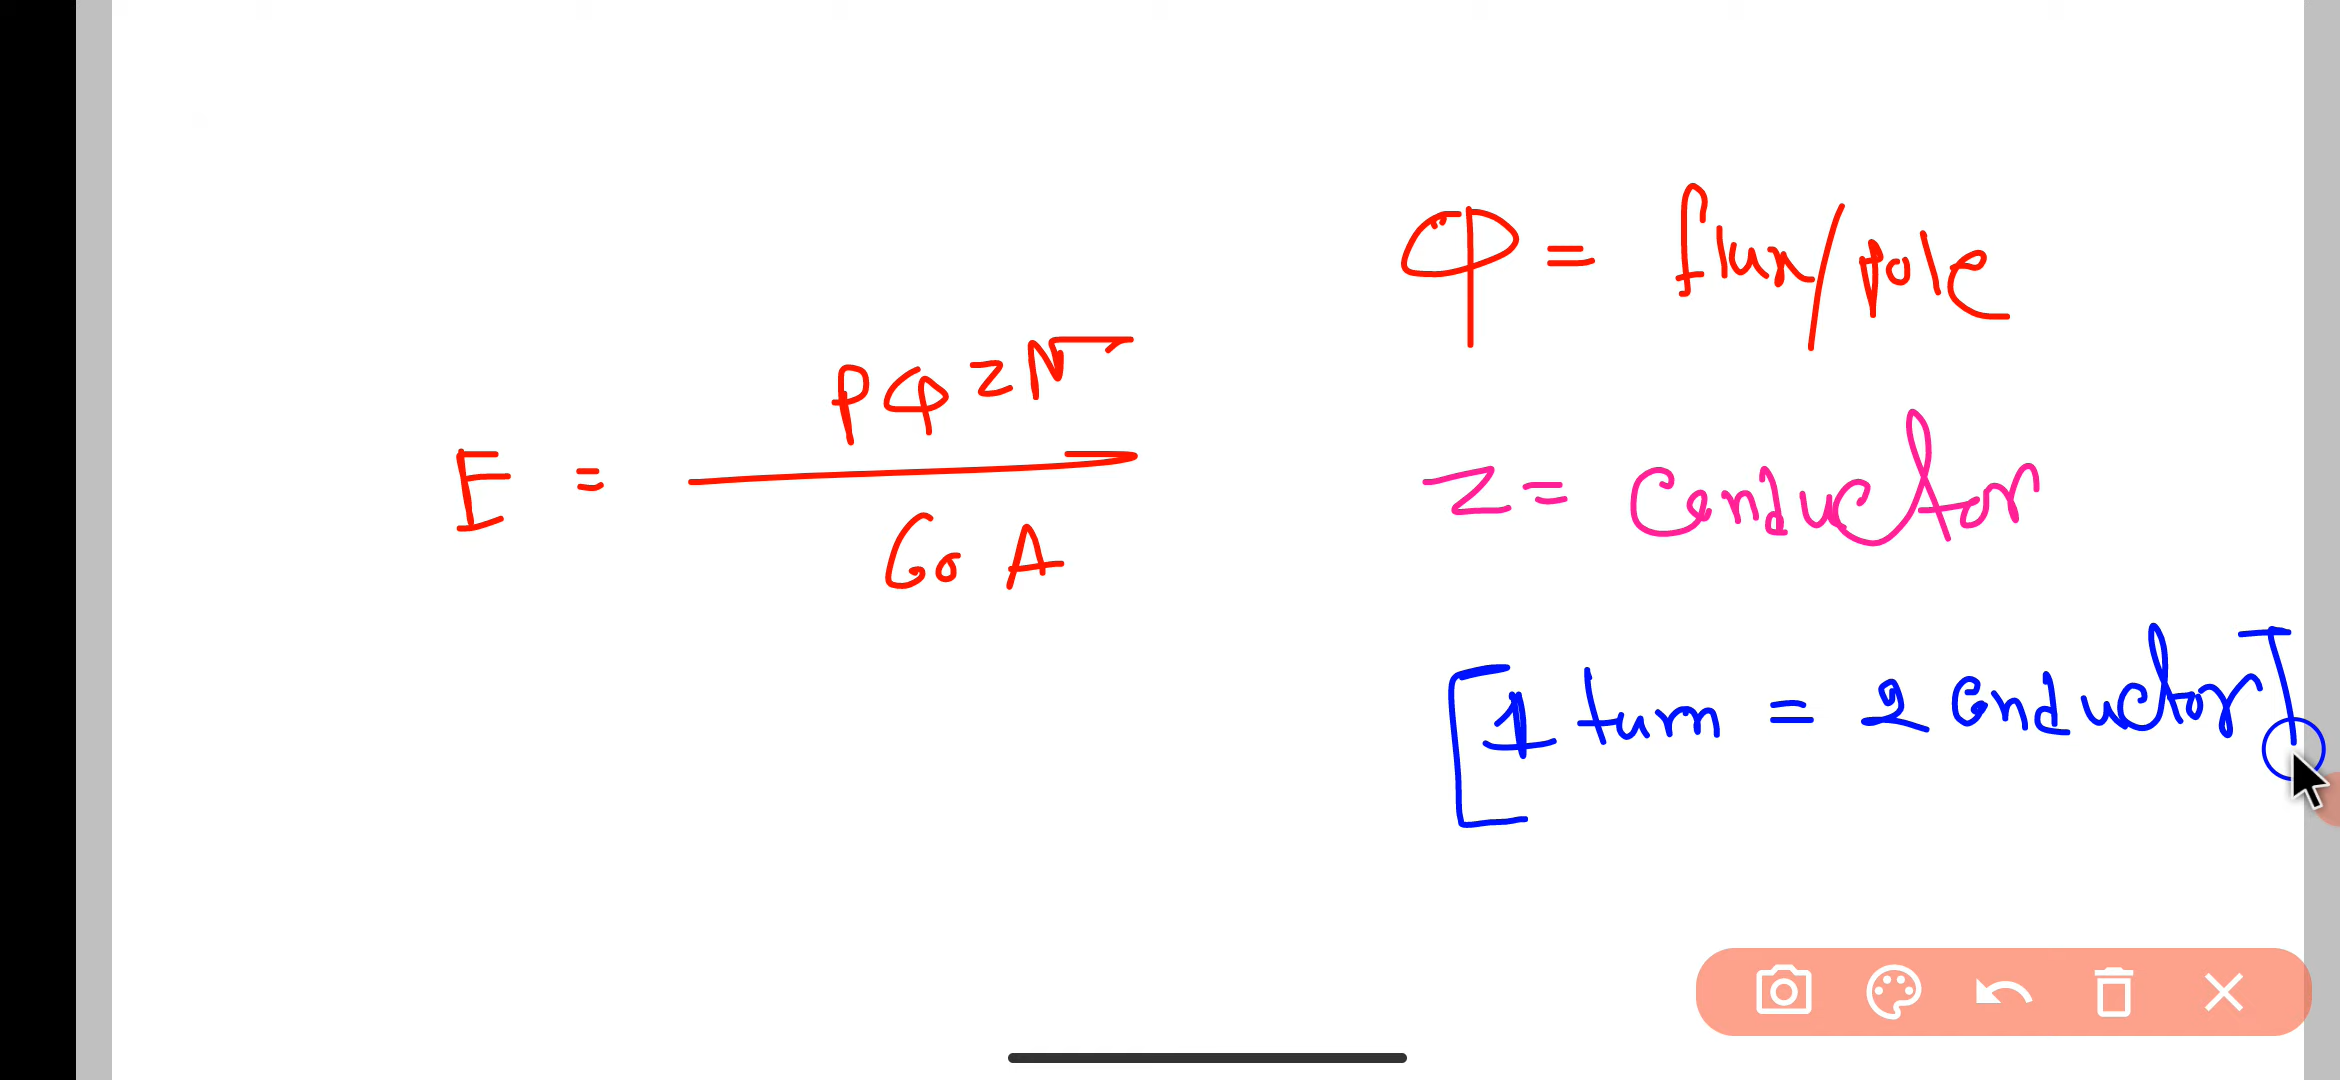 φ = flux/pole
E = PφZN / 60 A
Z = Conductor
[1 turn = 2 Conductor]